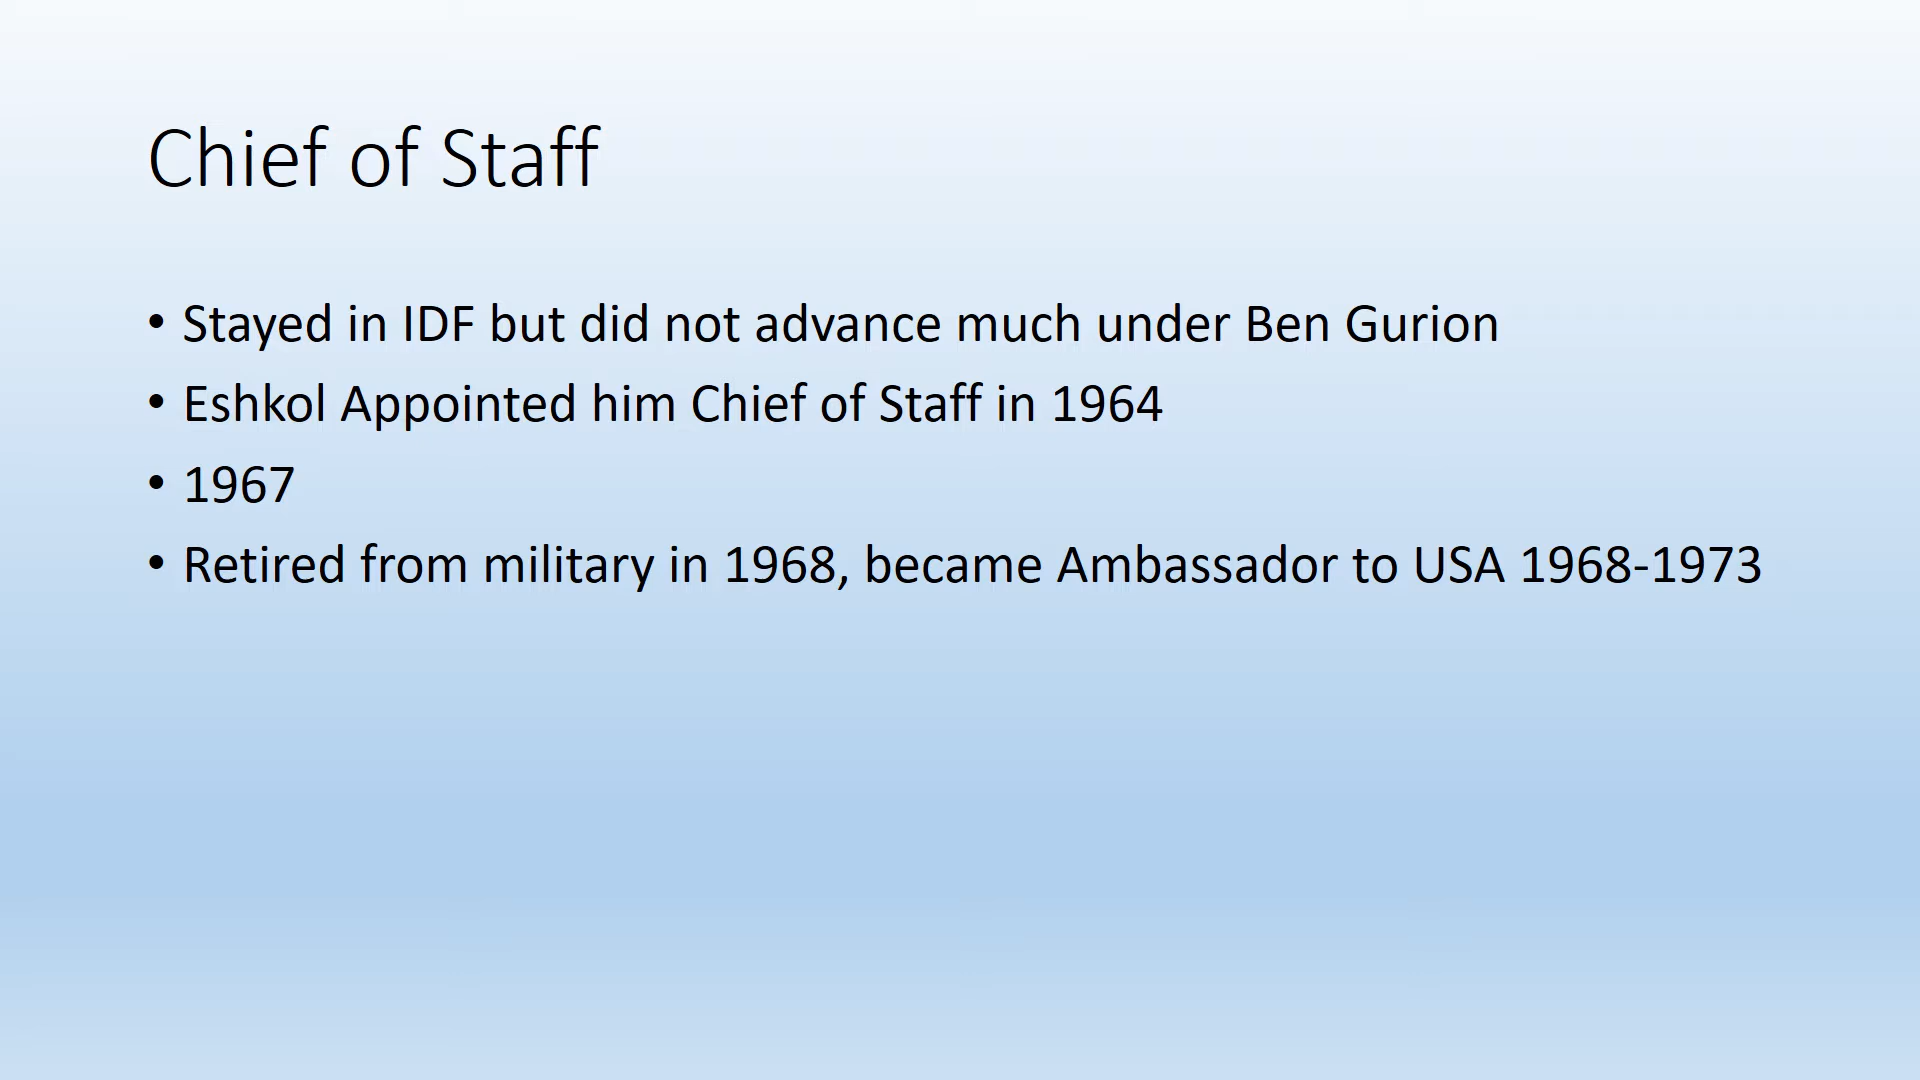 Chief of Staff
• Stayed in IDF but did not advance much under Ben Gurion
• Eshkol Appointed him Chief of Staff in 1964
• 1967
• Retired from military in 1968, became Ambassador to USA 1968-1973